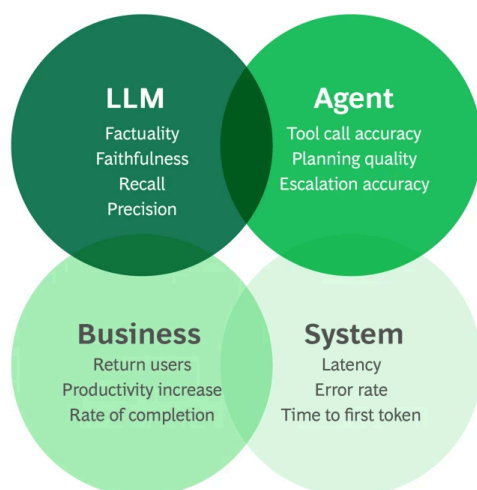 LLM
Factuality
Faithfulness
Recall
Precision
Agent
Tool call accuracy
Planning quality
Escalation accuracy
Business
Return users
Productivity increase
Rate of completion
System
Latency
Error rate
Time to first token